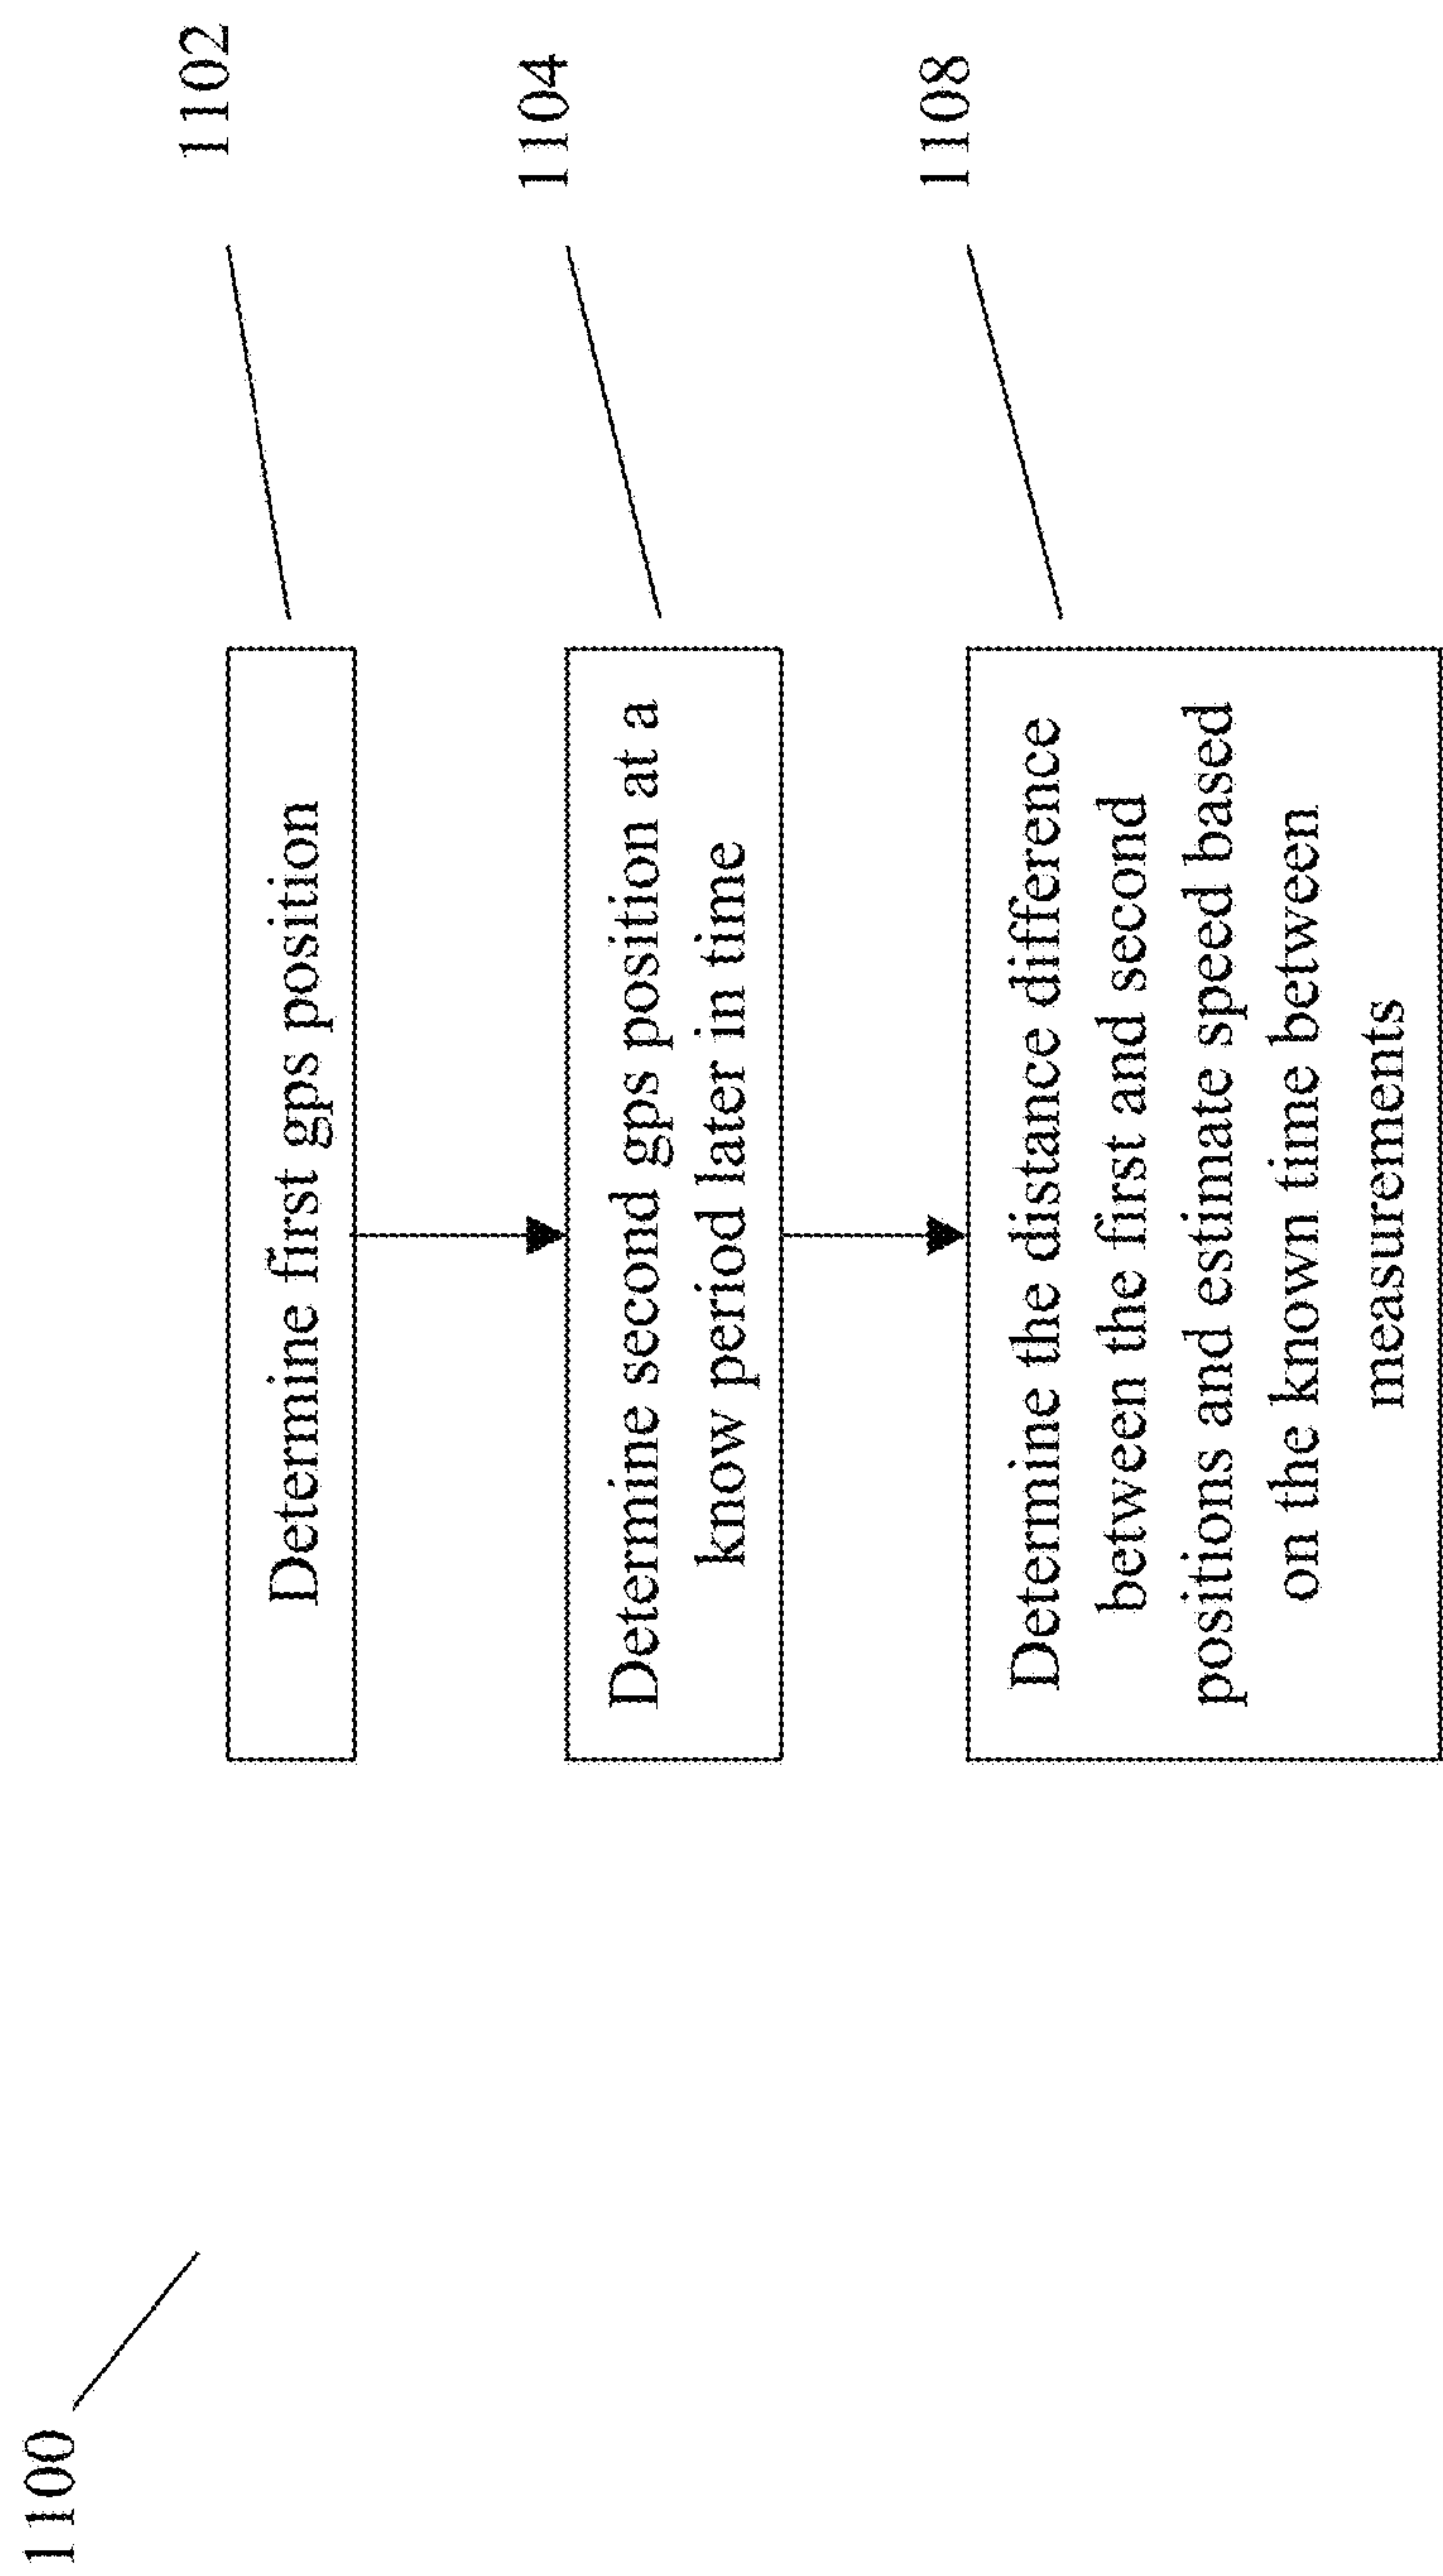 1100
1102
Determine first gps position
1104
Determine second gps position at a
know period later in time
1108
Determine the distance difference
between the first and second
positions and estimate speed based
on the known time between
measurements